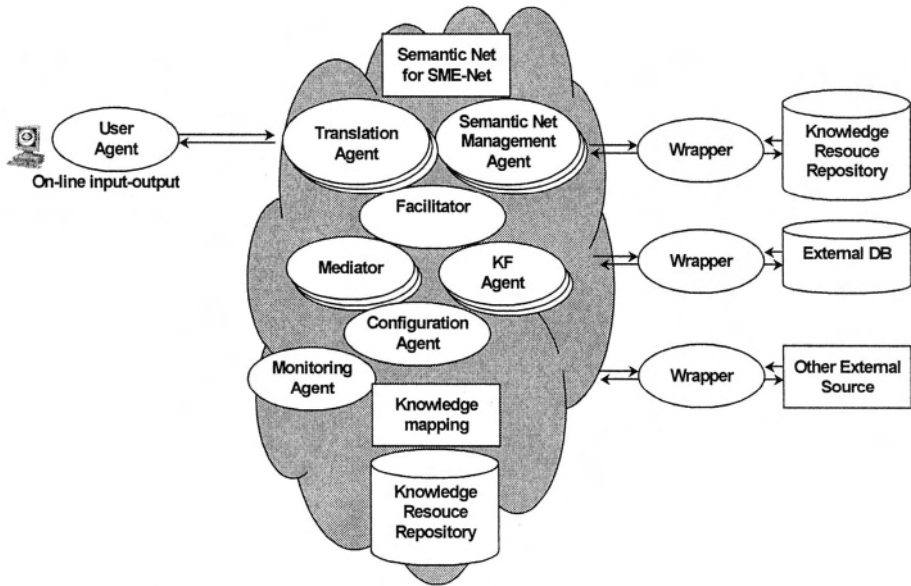 Semantic Net
for SME-Net
User
Agent
On-line input-output
Translation
Agent
Semantic Net
Management
Agent
Wrapper
Knowledge
Resouce
Repository
Facilitator
Mediator
KF
Agent
Wrapper
External DB
Configuration
Agent
Monitoring
Agent
Wrapper
Other External
Source
Knowledge
mapping
Knowledge
Resouce
Repository